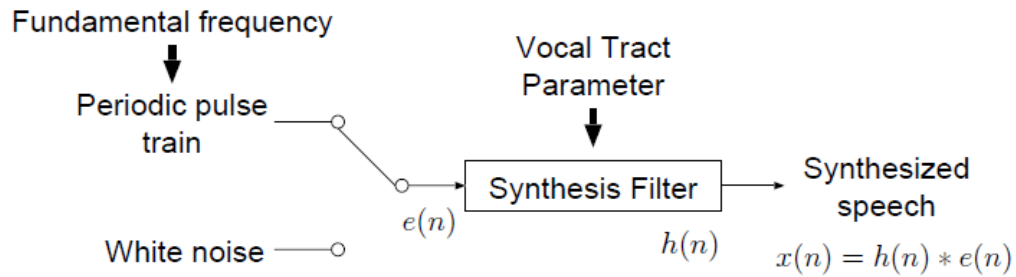 Fundamental frequency
Periodic pulse
train
White noise
e(n)
Vocal Tract
Parameter
Synthesis Filter
h(n)
Synthesized
speech
x(n) = h(n) * e(n)